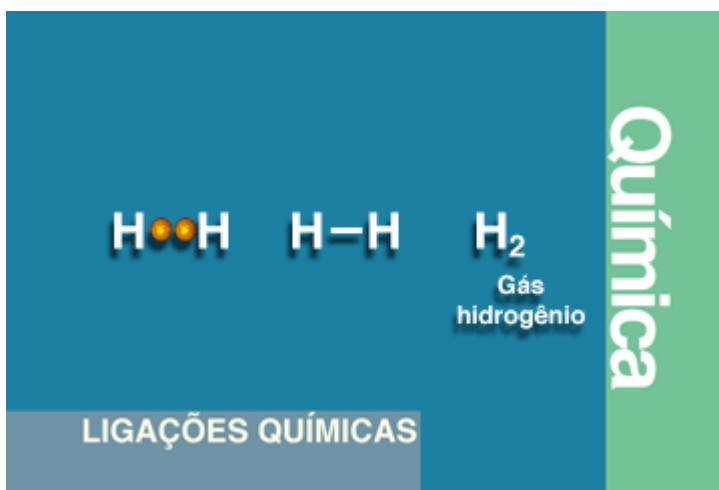 H••H H−H H₂
Gás
hidrogênio
LIGAÇÕES QUÍMICAS
Química